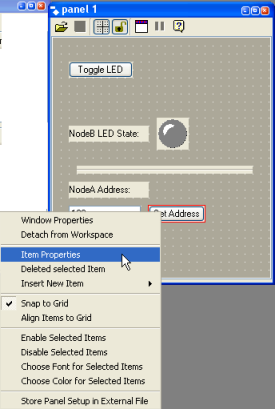 panel 1
Toggle LED
NodeB LED State:
NodeA Address:
Set Address
Window Properties
Detach from Workspace
Item Properties
Deleted selected Item
Insert New Item
Snap to Grid
Align Items to Grid
Enable Selected Items
Disable Selected Items
Choose Font for Selected Items
Choose Color for Selected Items
Store Panel Setup in External File